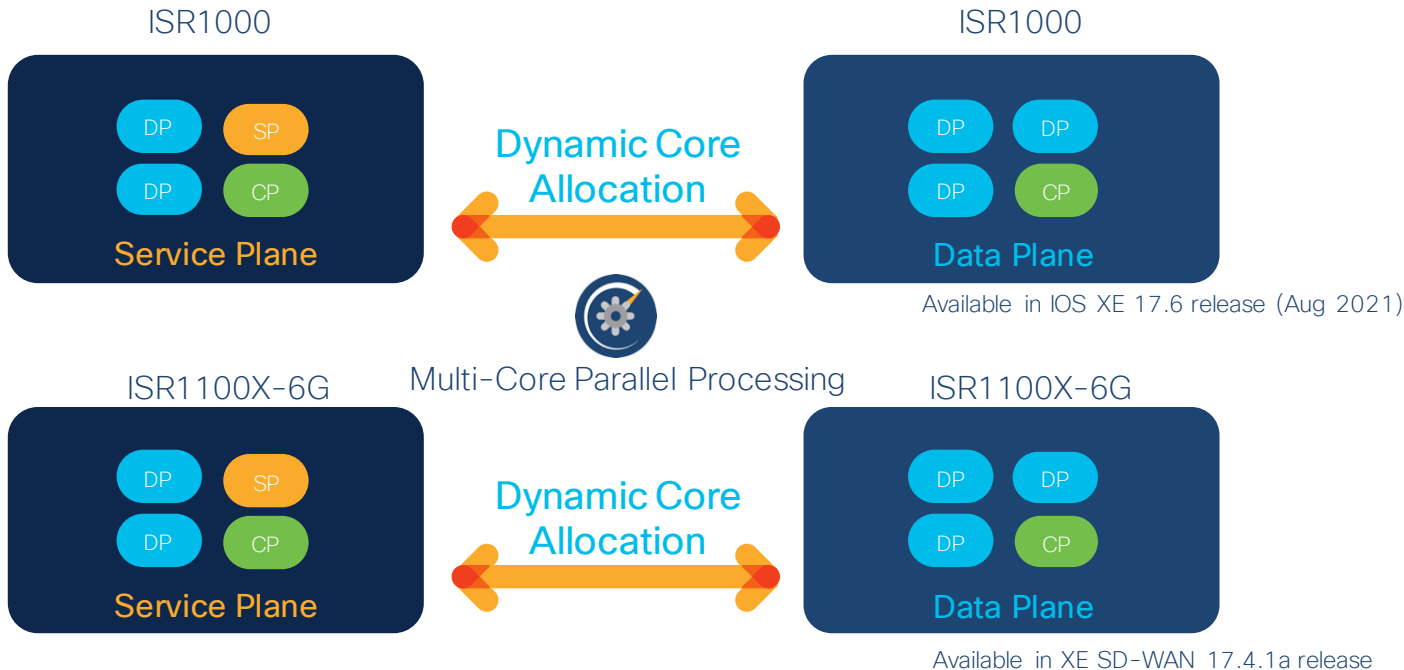 ISR1000
ISR1000
DP
SP
DP
CP
Service Plane
Dynamic Core
Allocation
DP
DP
DP
CP
Data Plane
Available in IOS XE 17.6 release (Aug 2021)
Multi-Core Parallel Processing
ISR1100X-6G
ISR1100X-6G
DP
SP
DP
CP
Service Plane
Dynamic Core
Allocation
DP
DP
DP
CP
Data Plane
Available in XE SD-WAN 17.4.1a release